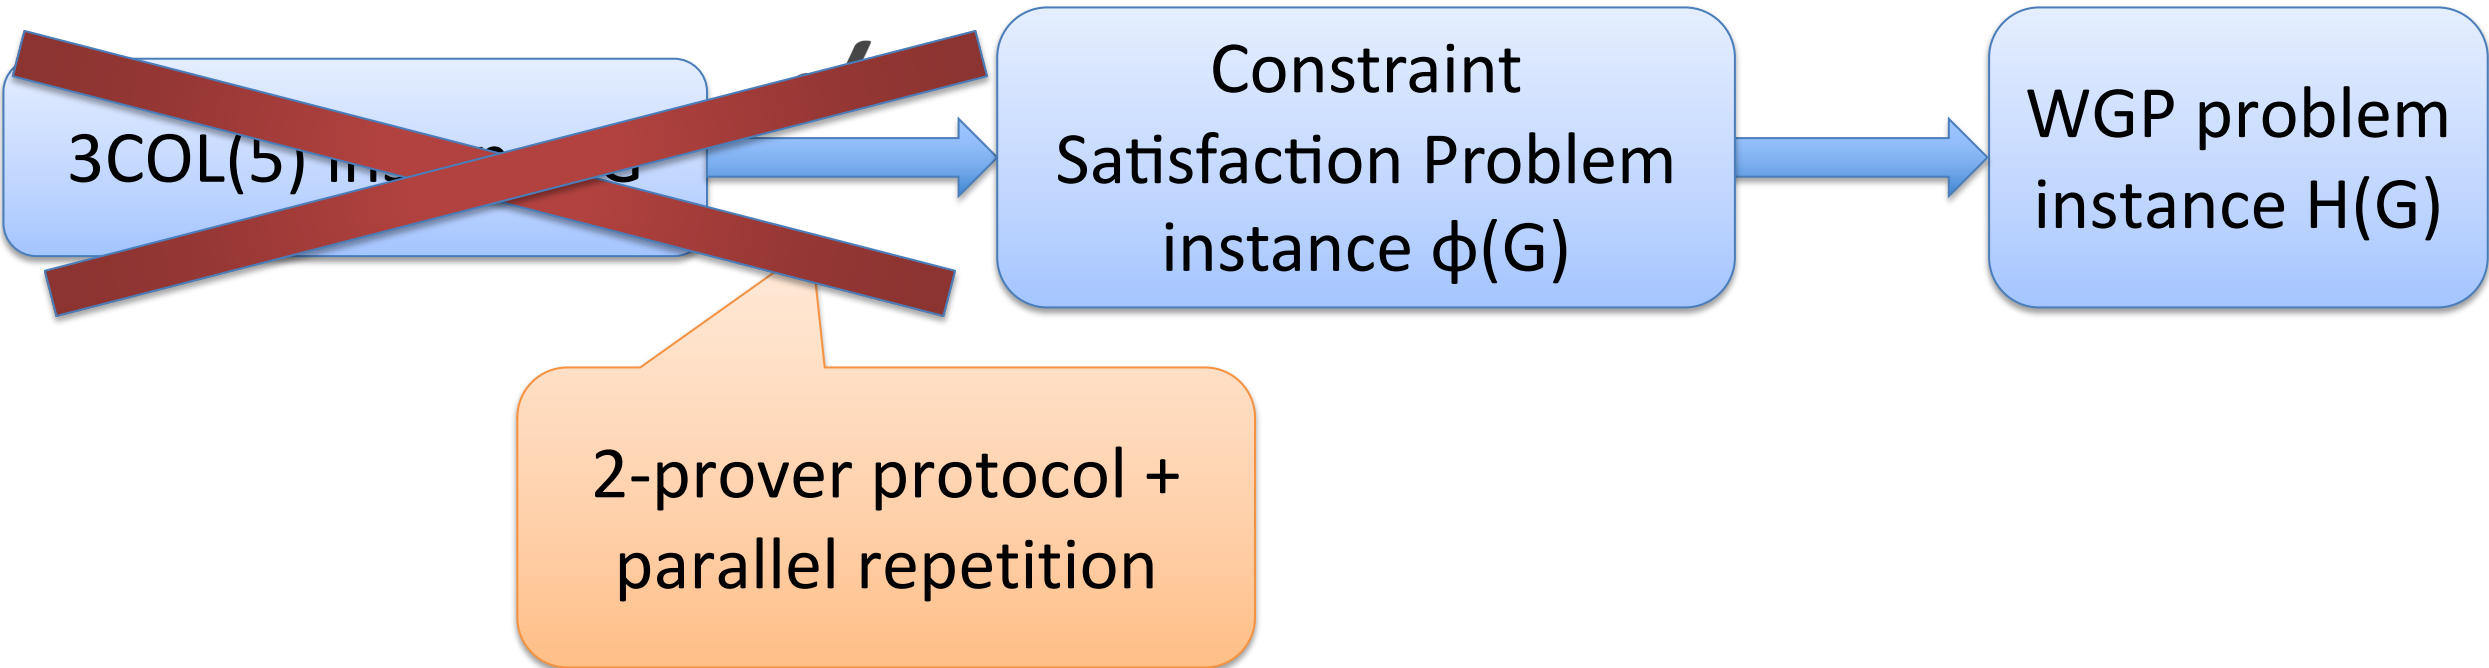 3COL(5) G
Constraint
Satisfaction Problem
instance ϕ(G)
WGP problem
instance H(G)
2-prover protocol +
parallel repetition